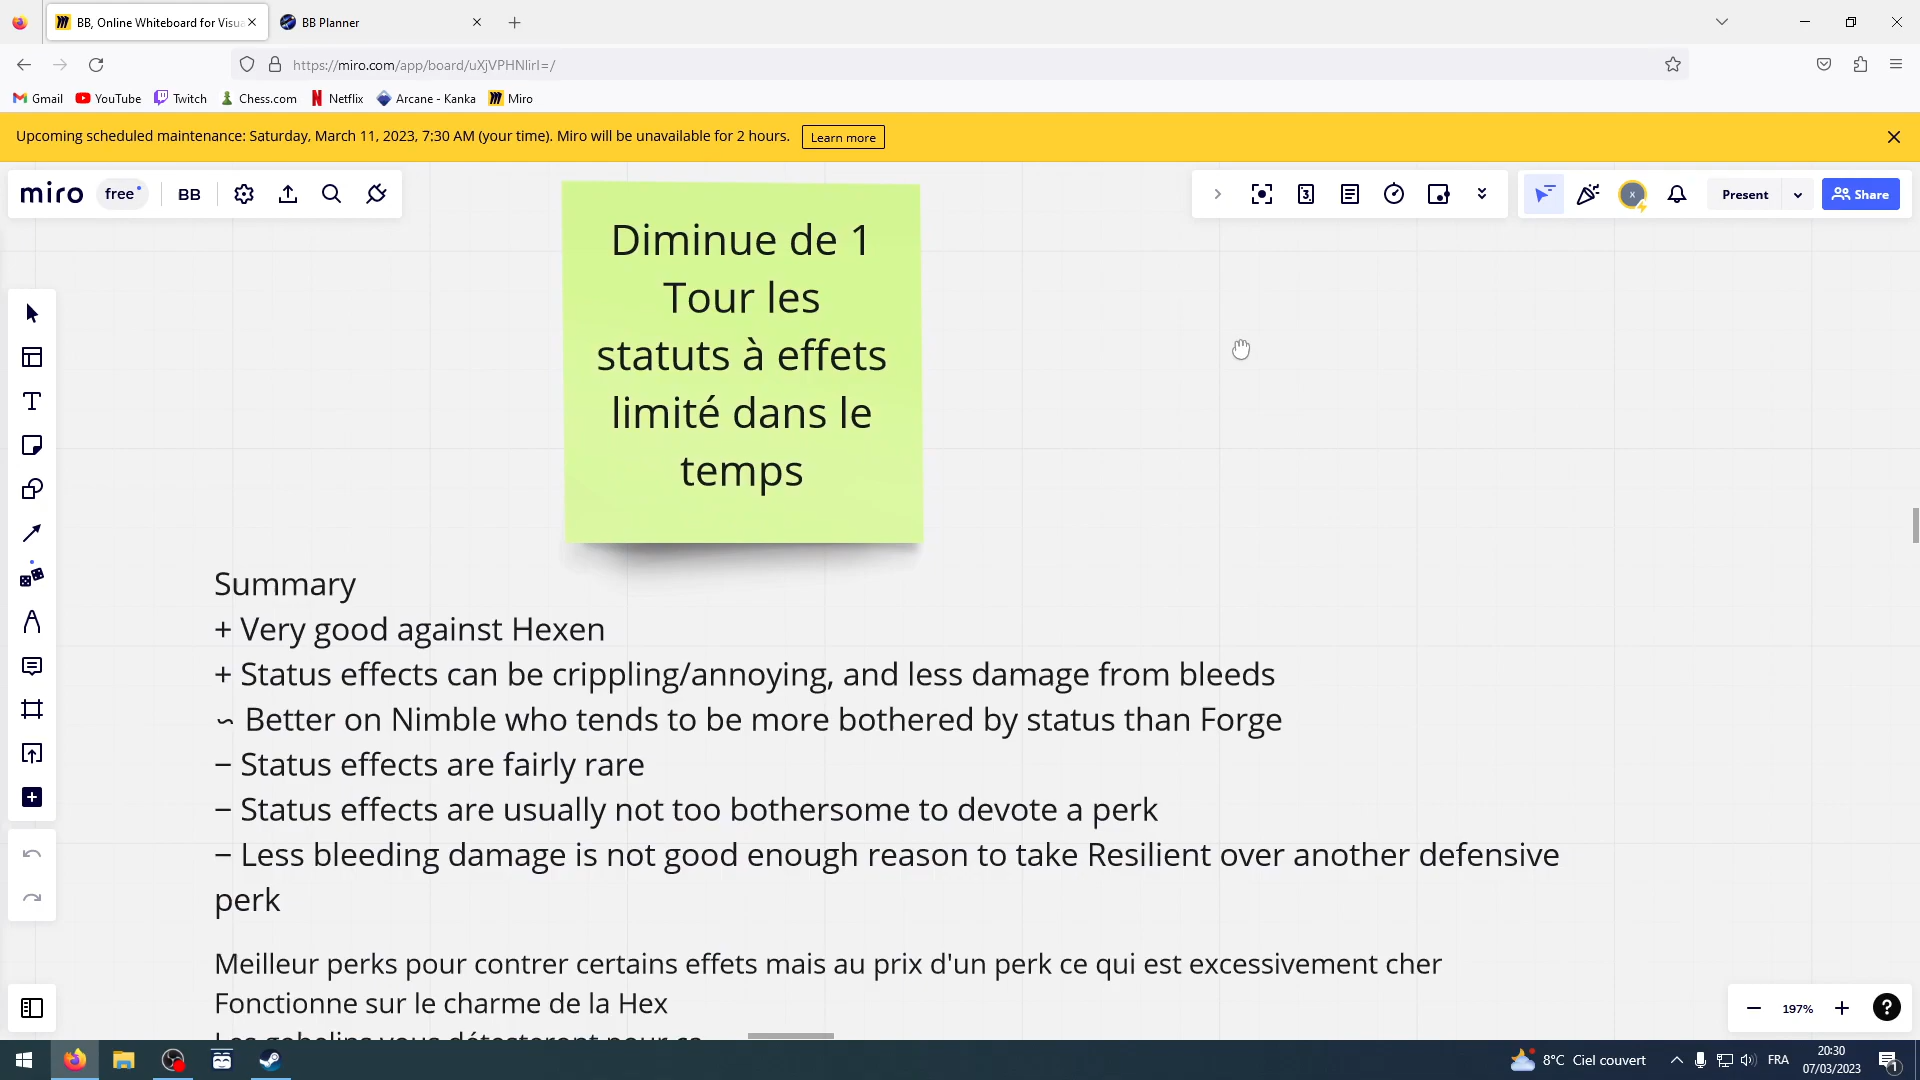 BB, Online Whiteboard for Visua
BB Planner
https://miro.com/app/board/uXjVPHNlirI=/
Gmail
YouTube
Twitch
Chess.com
Netflix
Arcane - Kanka
Miro
Upcoming scheduled maintenance: Saturday, March 11, 2023, 7:30 AM (your time). Miro will be unavailable for 2 hours.
Learn more
miro
free
BB
Present
Share
Diminue de 1
Tour les
statuts à effets
limité dans le
temps
Summary
+ Very good against Hexen
+ Status effects can be crippling/annoying, and less damage from bleeds
~ Better on Nimble who tends to be more bothered by status than Forge
− Status effects are fairly rare
− Status effects are usually not too bothersome to devote a perk
− Less bleeding damage is not good enough reason to take Resilient over another defensive
perk
Meilleur perks pour contrer certains effets mais au prix d'un perk ce qui est excessivement cher
Fonctionne sur le charme de la Hex
Les gobelins vous détesteront pour ça
197%
8°C Ciel couvert
FRA
20:30
07/03/2023